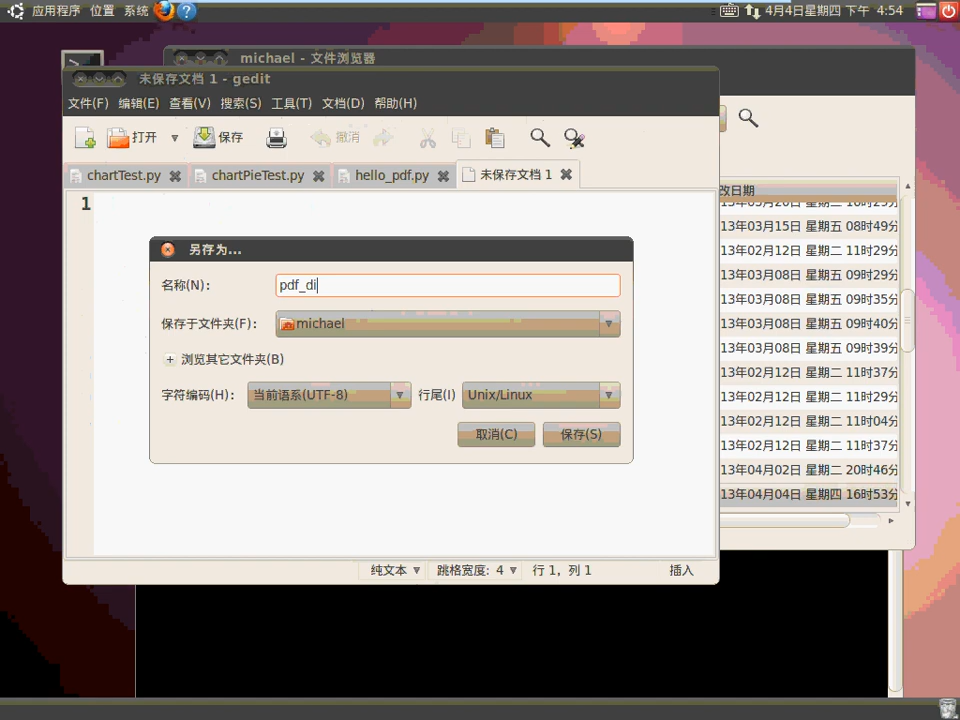 应用程序 位置 系统 4月4日星期四 下午 4:54
michael - 文件浏览器
未保存文档 1 - gedit
文件(F) 编辑(E) 查看(V) 搜索(S) 工具(T) 文档(D) 帮助(H)
打开 保存 撤消
chartTest.py chartPieTest.py hello_pdf.py 未保存文档 1
1
另存为...
名称(N): pdf_di
保存于文件夹(F): michael
浏览其它文件夹(B)
字符编码(H): 当前语系(UTF-8) 行尾(I) Unix/Linux
取消(C) 保存(S)
纯文本 跳格宽度: 4 行 1, 列 1 插入
改日期
13年03月15日 星期五 08时49分
13年02月12日 星期二 11时29分
13年03月08日 星期五 09时29分
13年03月08日 星期五 09时35分
13年03月08日 星期五 09时40分
13年03月08日 星期五 09时39分
13年02月12日 星期二 11时37分
13年02月12日 星期二 11时29分
13年02月12日 星期二 11时04分
13年02月12日 星期二 11时37分
13年04月02日 星期二 20时46分
13年04月04日 星期四 16时53分